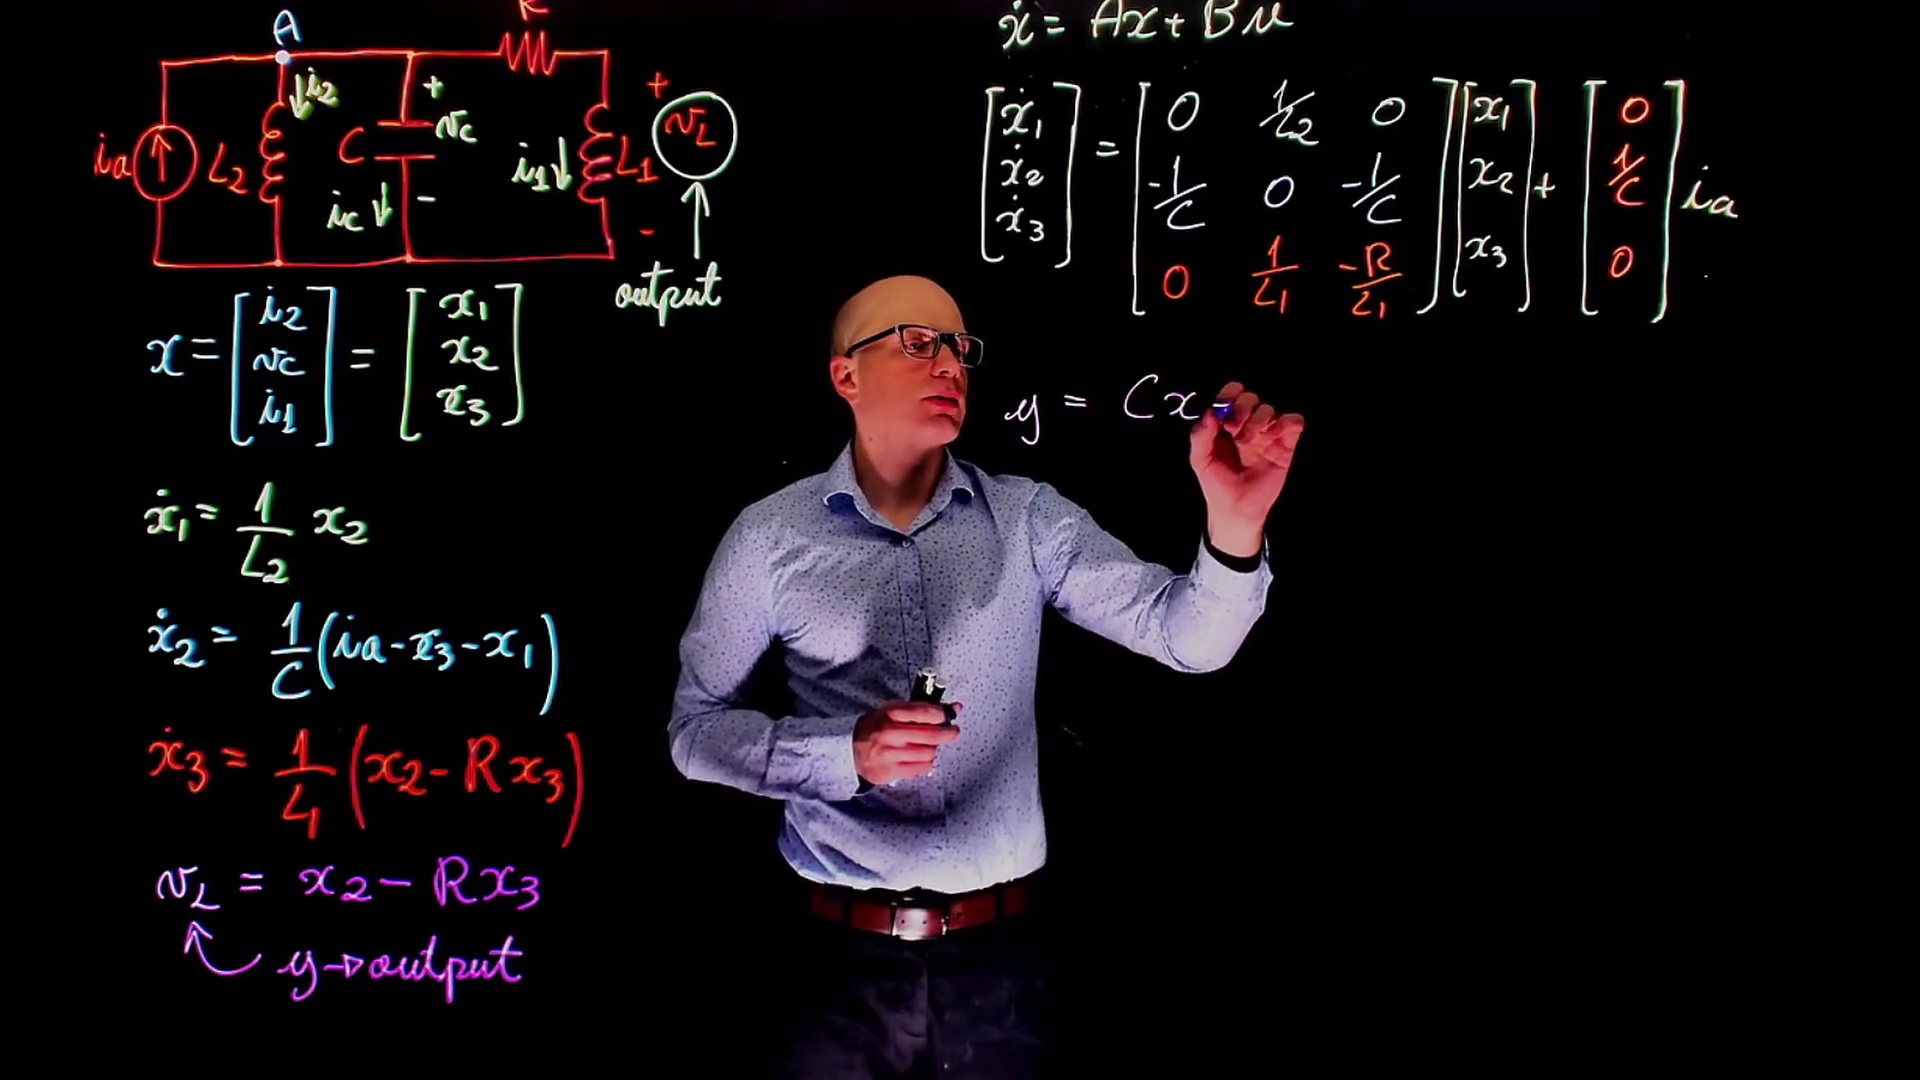 A
R
i2
+
vc
-
ia
L2
C
ic
i1
L1
+
vL
-
output
x = [i2 vc i1] = [x1 x2 x3]
ẋ1 = 1/L2 x2
ẋ2 = 1/C (ia - x3 - x1)
ẋ3 = 1/L1 (x2 - Rx3)
vL = x2 - Rx3
y → output
ẋ = Ax + Bu
[ẋ1 ẋ2 ẋ3] = [0 1/L2 0
-1/C 0 -1/C
0 1/L1 -R/L1] [x1 x2 x3] + [0 1/C 0] ia
y = Cx